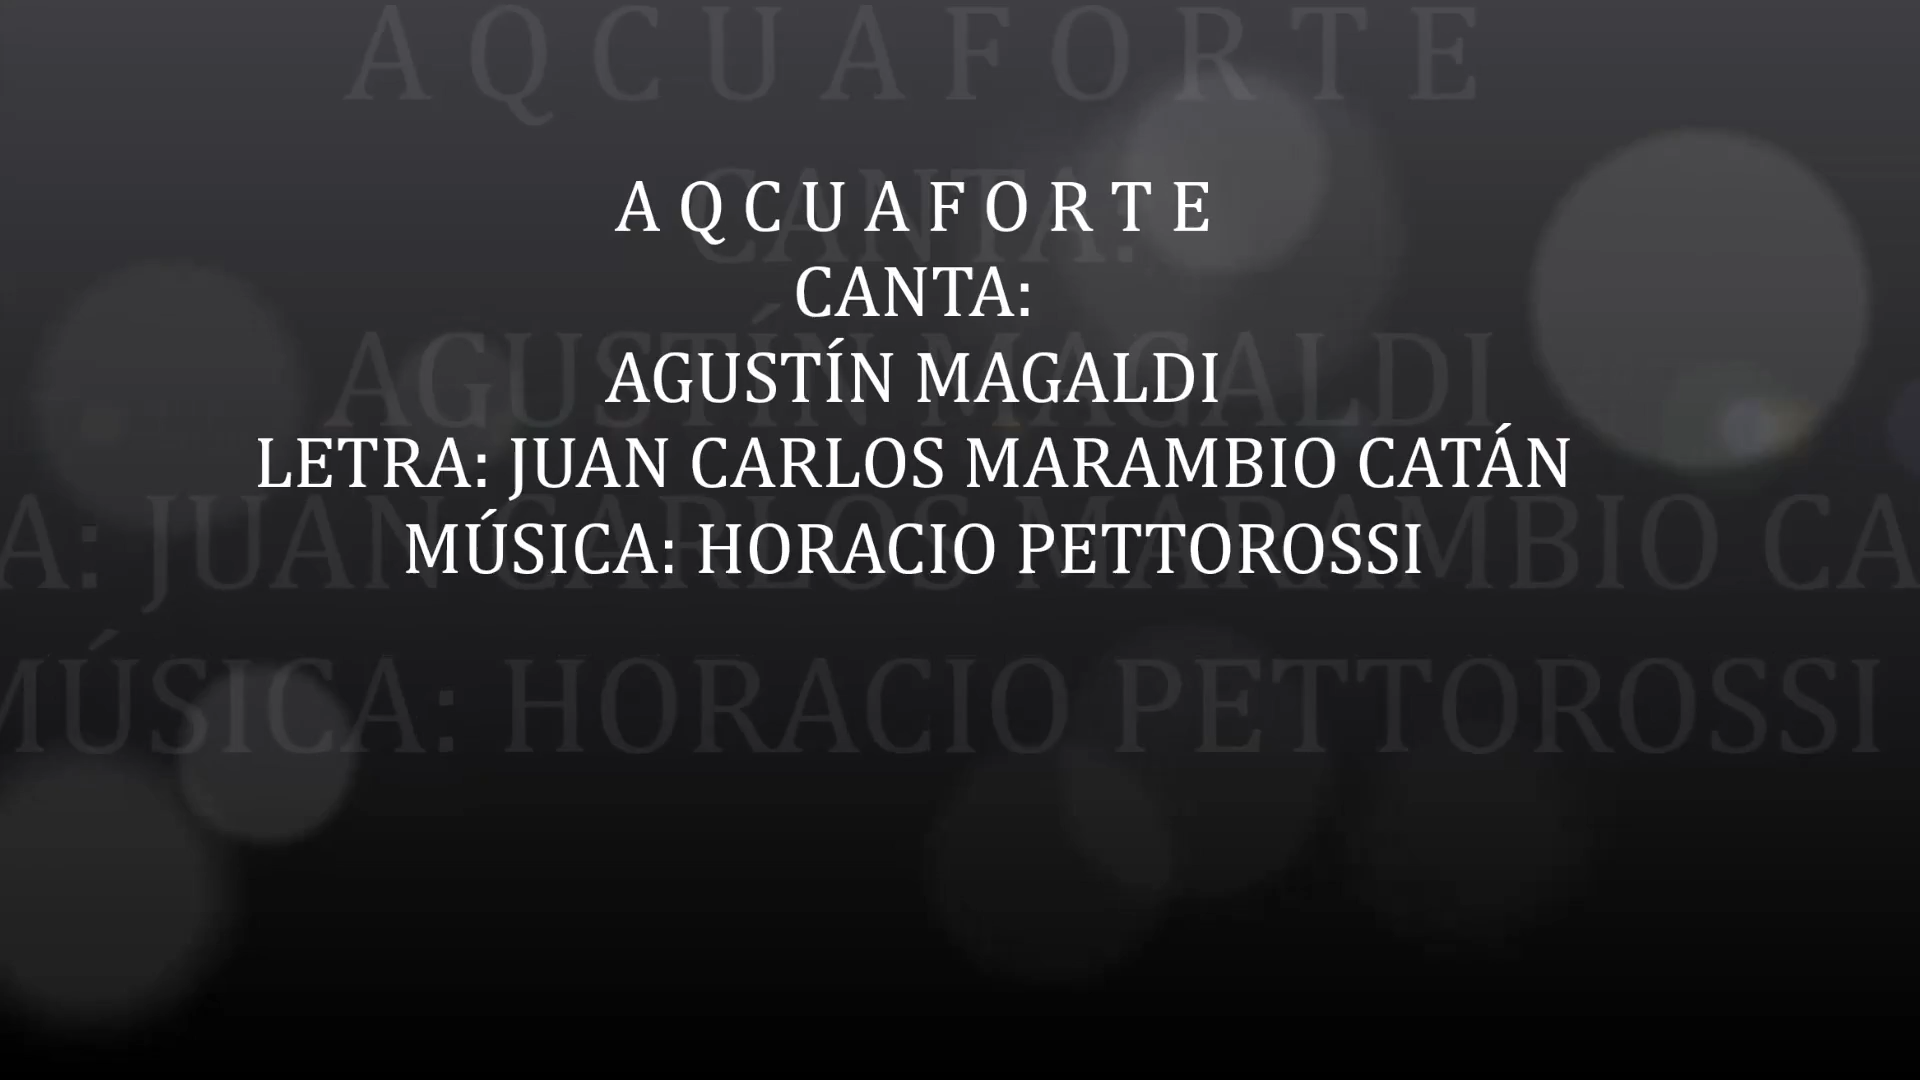 A Q C U A F O R T E
CANTA:
AGUSTÍN MAGALDI
LETRA: JUAN CARLOS MARAMBIO CATÁN
MÚSICA: HORACIO PETTOROSSI